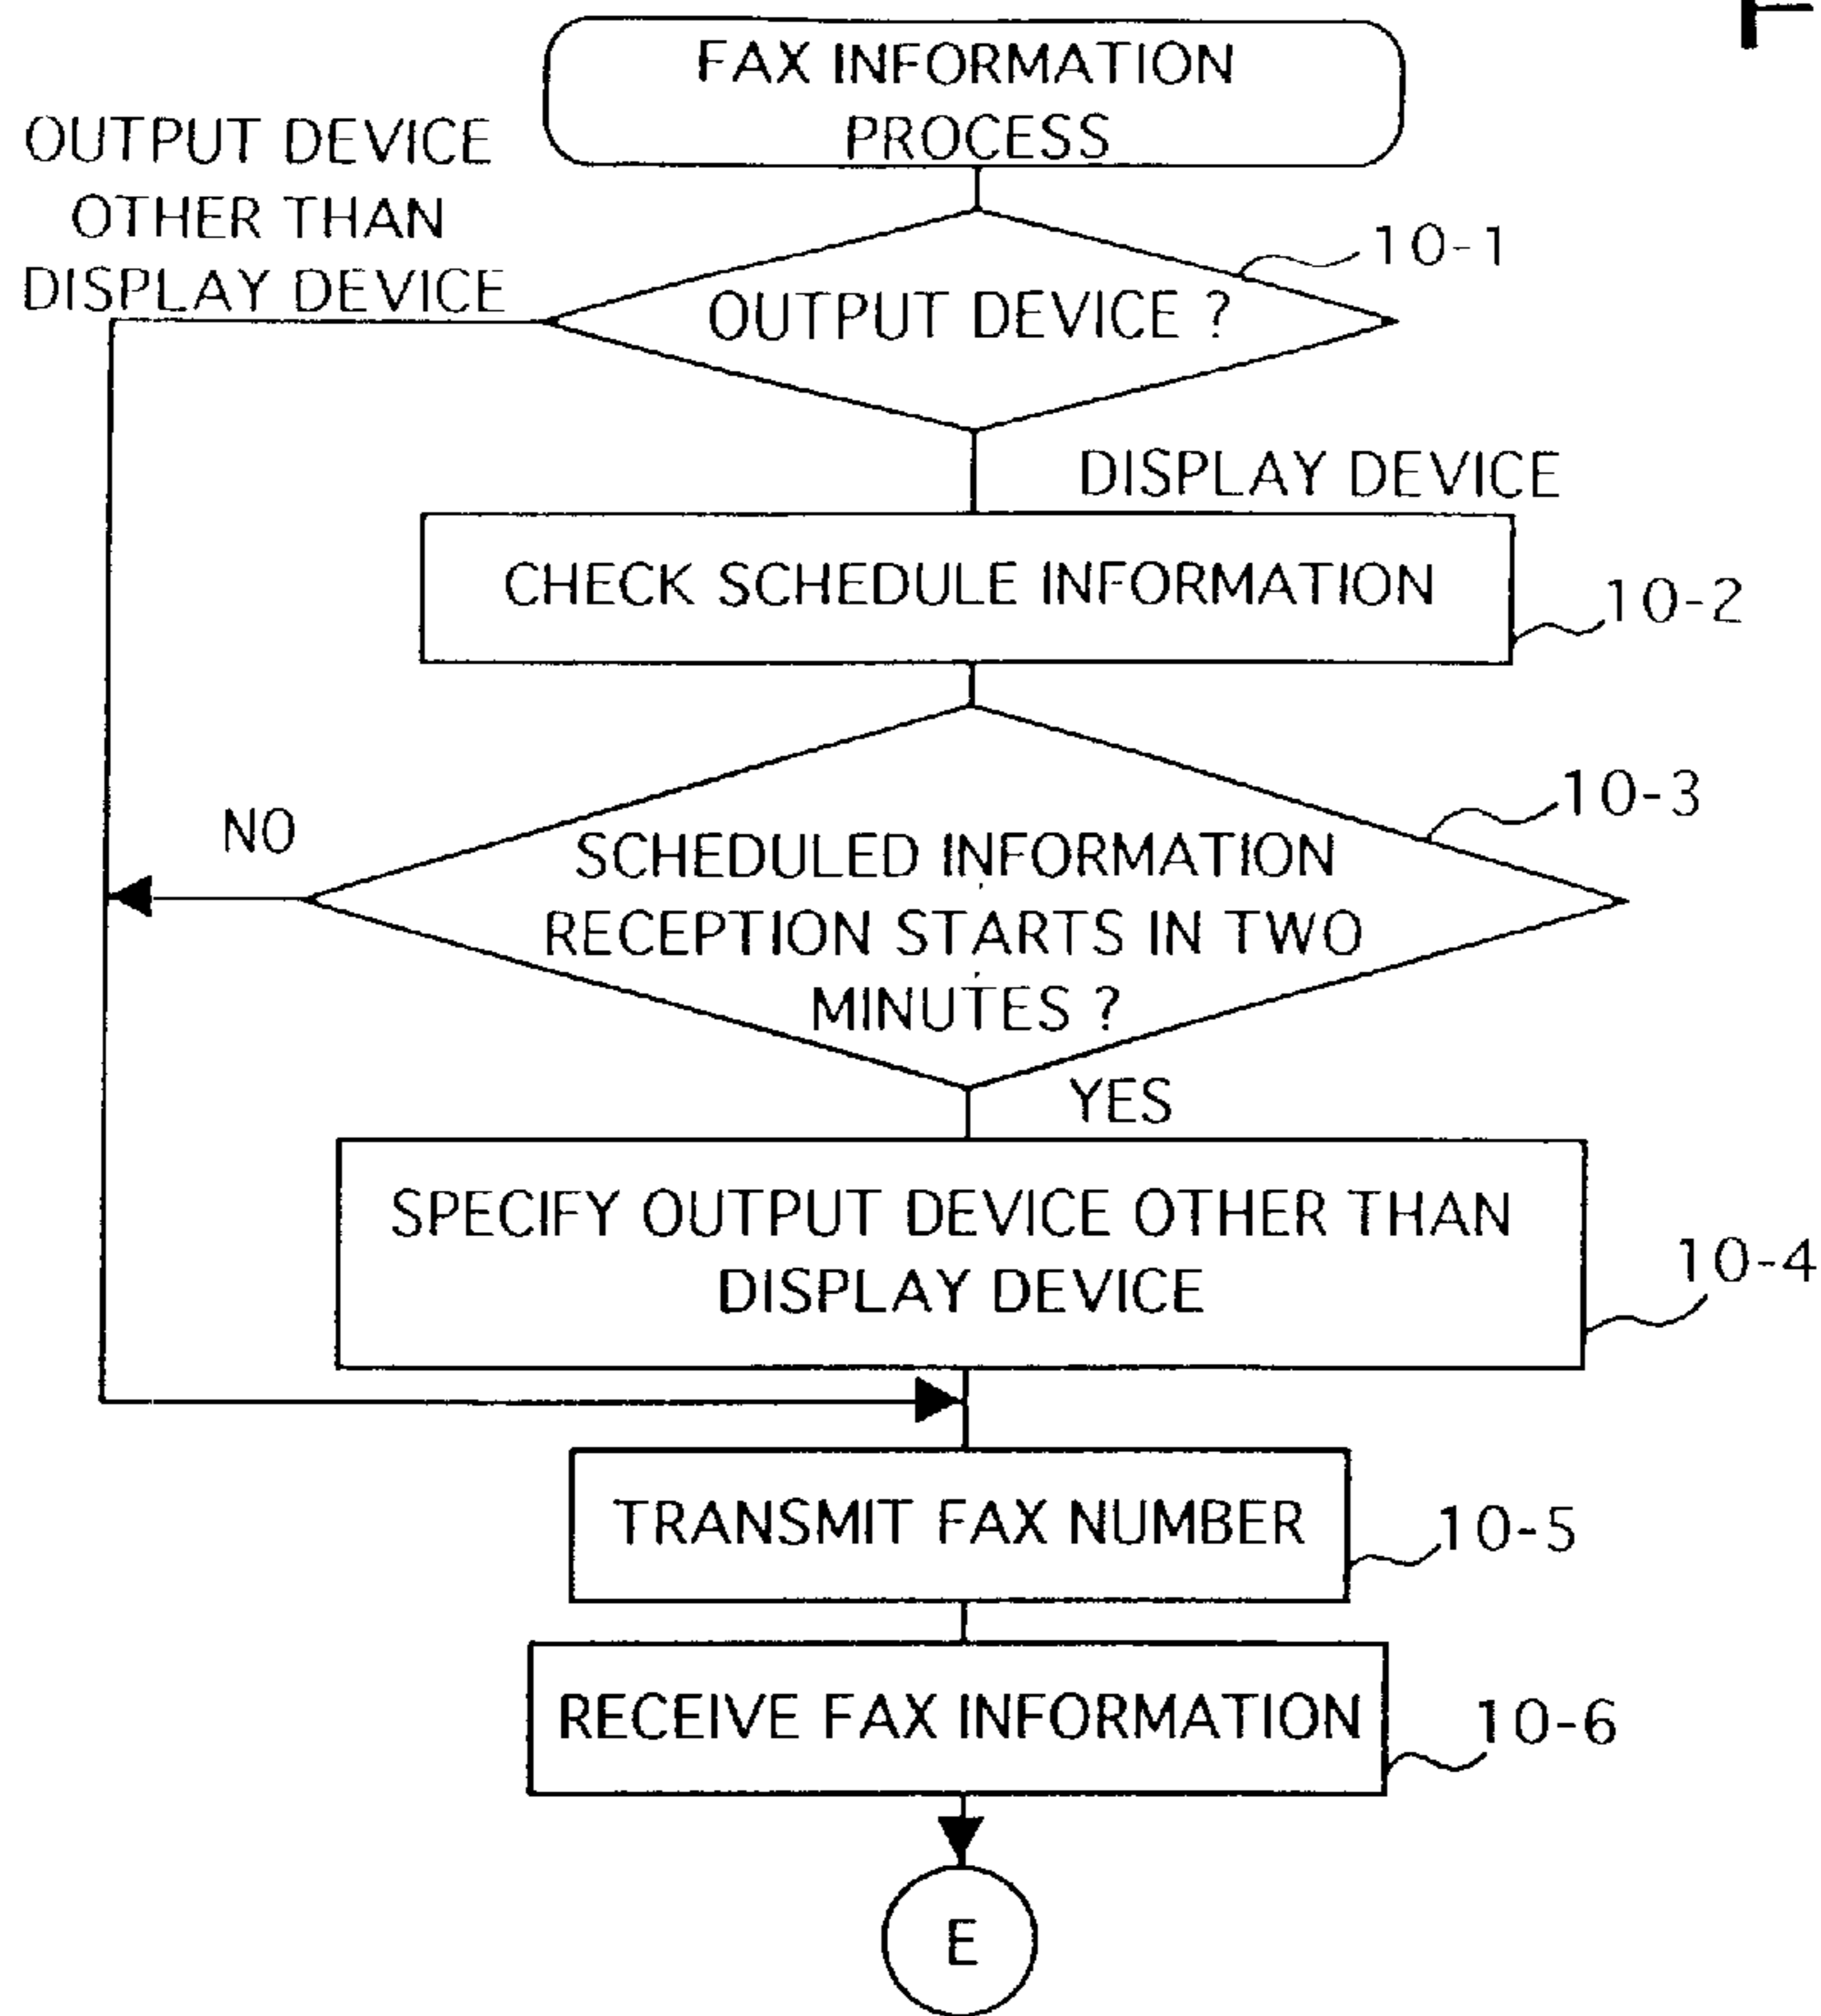 FAX INFORMATION
PROCESS
OUTPUT DEVICE
OTHER THAN
DISPLAY DEVICE
10-1
OUTPUT DEVICE ?
DISPLAY DEVICE
CHECK SCHEDULE INFORMATION
10-2
10-3
NO
SCHEDULED INFORMATION
RECEPTION STARTS IN TWO
MINUTES ?
YES
SPECIFY OUTPUT DEVICE OTHER THAN
DISPLAY DEVICE
10-4
TRANSMIT FAX NUMBER
10-5
RECEIVE FAX INFORMATION
10-6
E